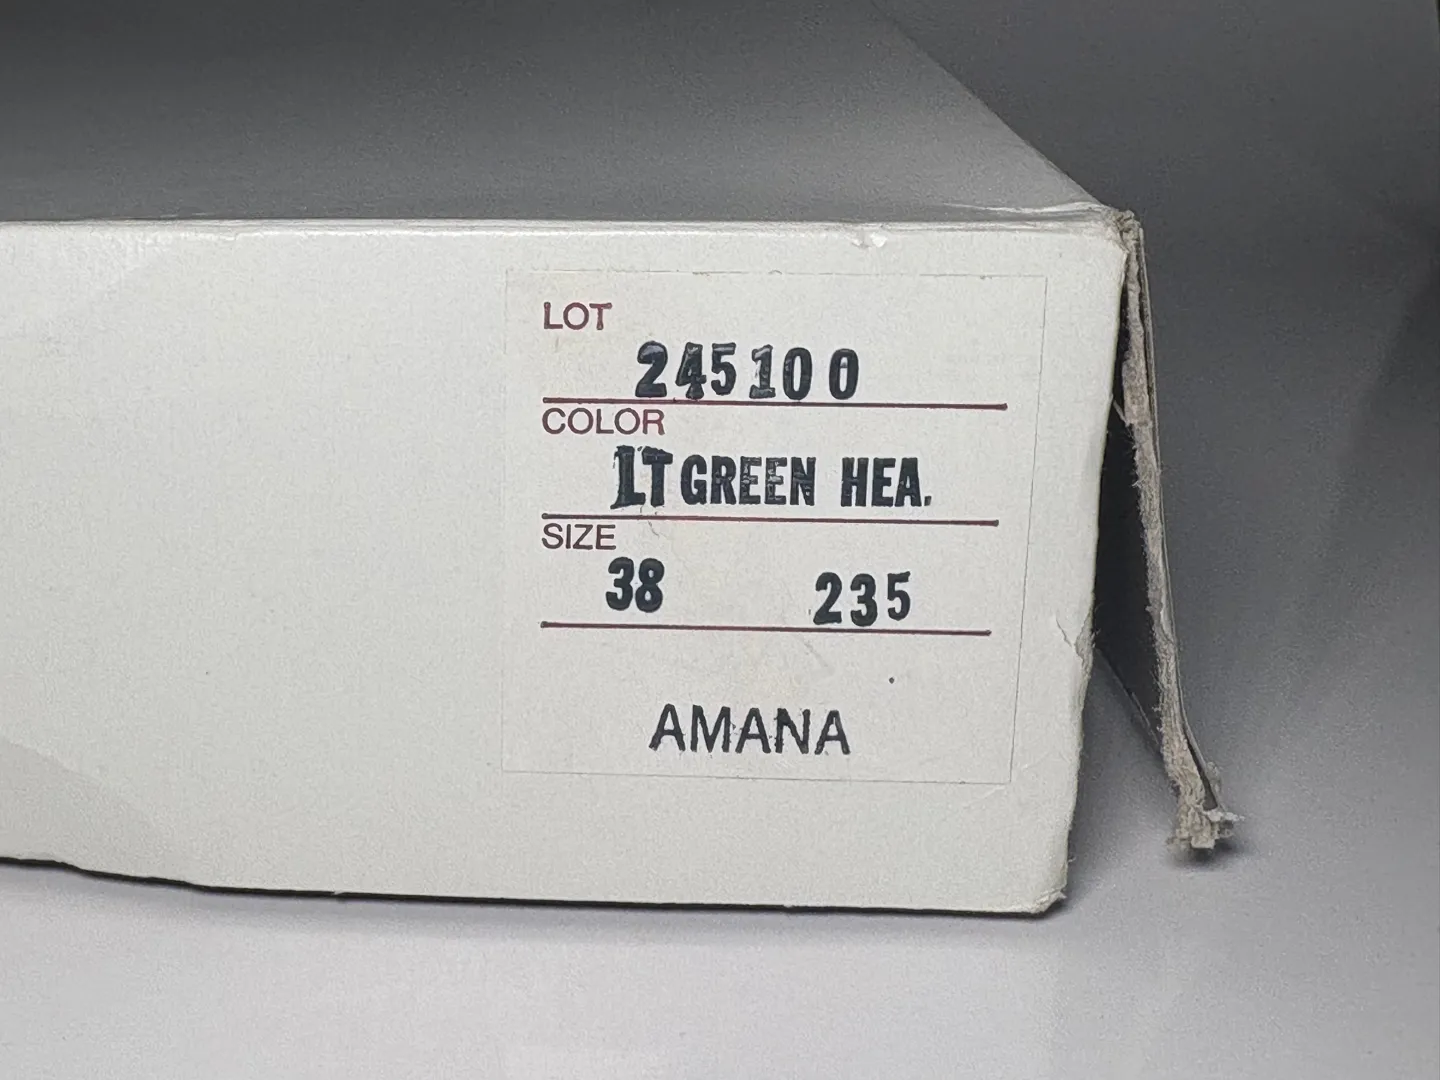 LOT
245100
COLOR
LT GREEN HEA.
SIZE
38 235
AMANA